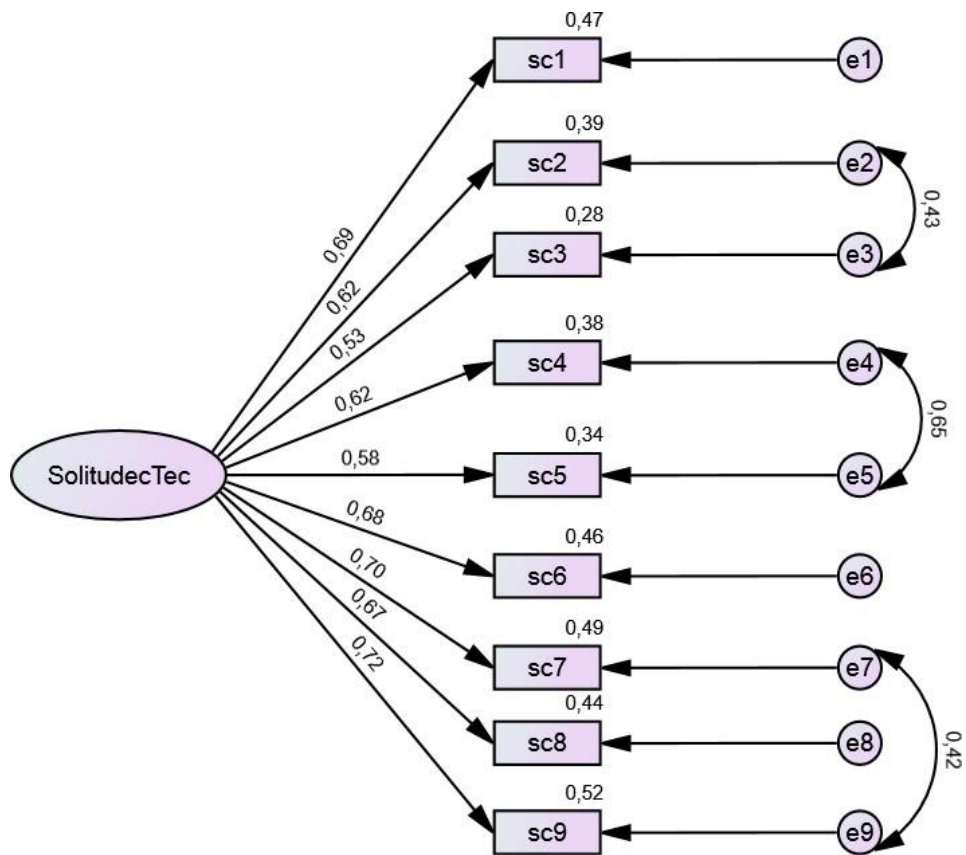 0,47
sc1
e1
0,39
sc2
e2
0,43
0,28
sc3
e3
0,69
0,62
0,53
0,38
sc4
e4
0,62
0,65
SolitudecTec
0,58
0,34
sc5
e5
0,68
0,46
sc6
e6
0,70
0,67
0,72
0,49
sc7
e7
0,44
sc8
e8
0,42
0,52
sc9
e9